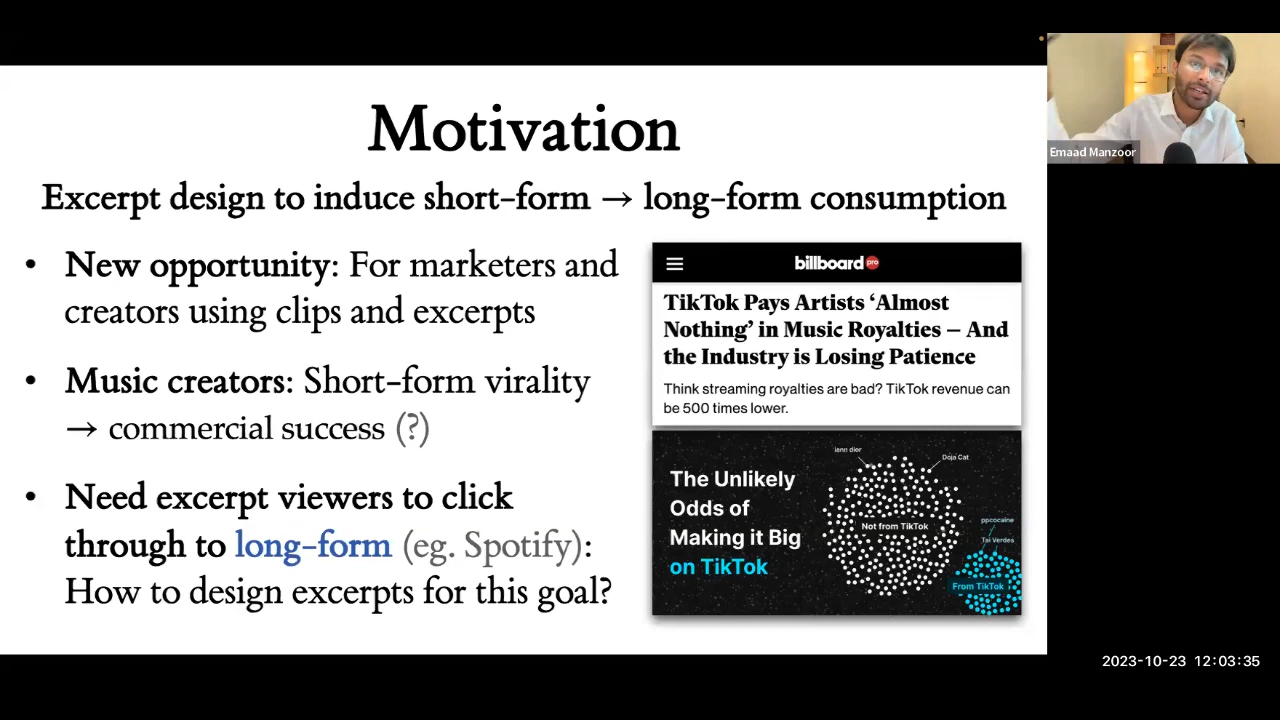 Motivation
Excerpt design to induce short-form → long-form consumption
• New opportunity: For marketers and
creators using clips and excerpts
• Music creators: Short-form virality
→ commercial success (?)
• Need excerpt viewers to click
through to long-form (eg. Spotify):
How to design excerpts for this goal?
billboard pro
TikTok Pays Artists ‘Almost
Nothing’ in Music Royalties – And
the Industry is Losing Patience
Think streaming royalties are bad? TikTok revenue can
be 500 times lower.
The Unlikely
Odds of
Making it Big
on TikTok
iann dior
Doja Cat
Not from TikTok
ppcocaine
Tai Verdes
From TikTok
Emaad Manzoor
2023-10-23 12:03:35